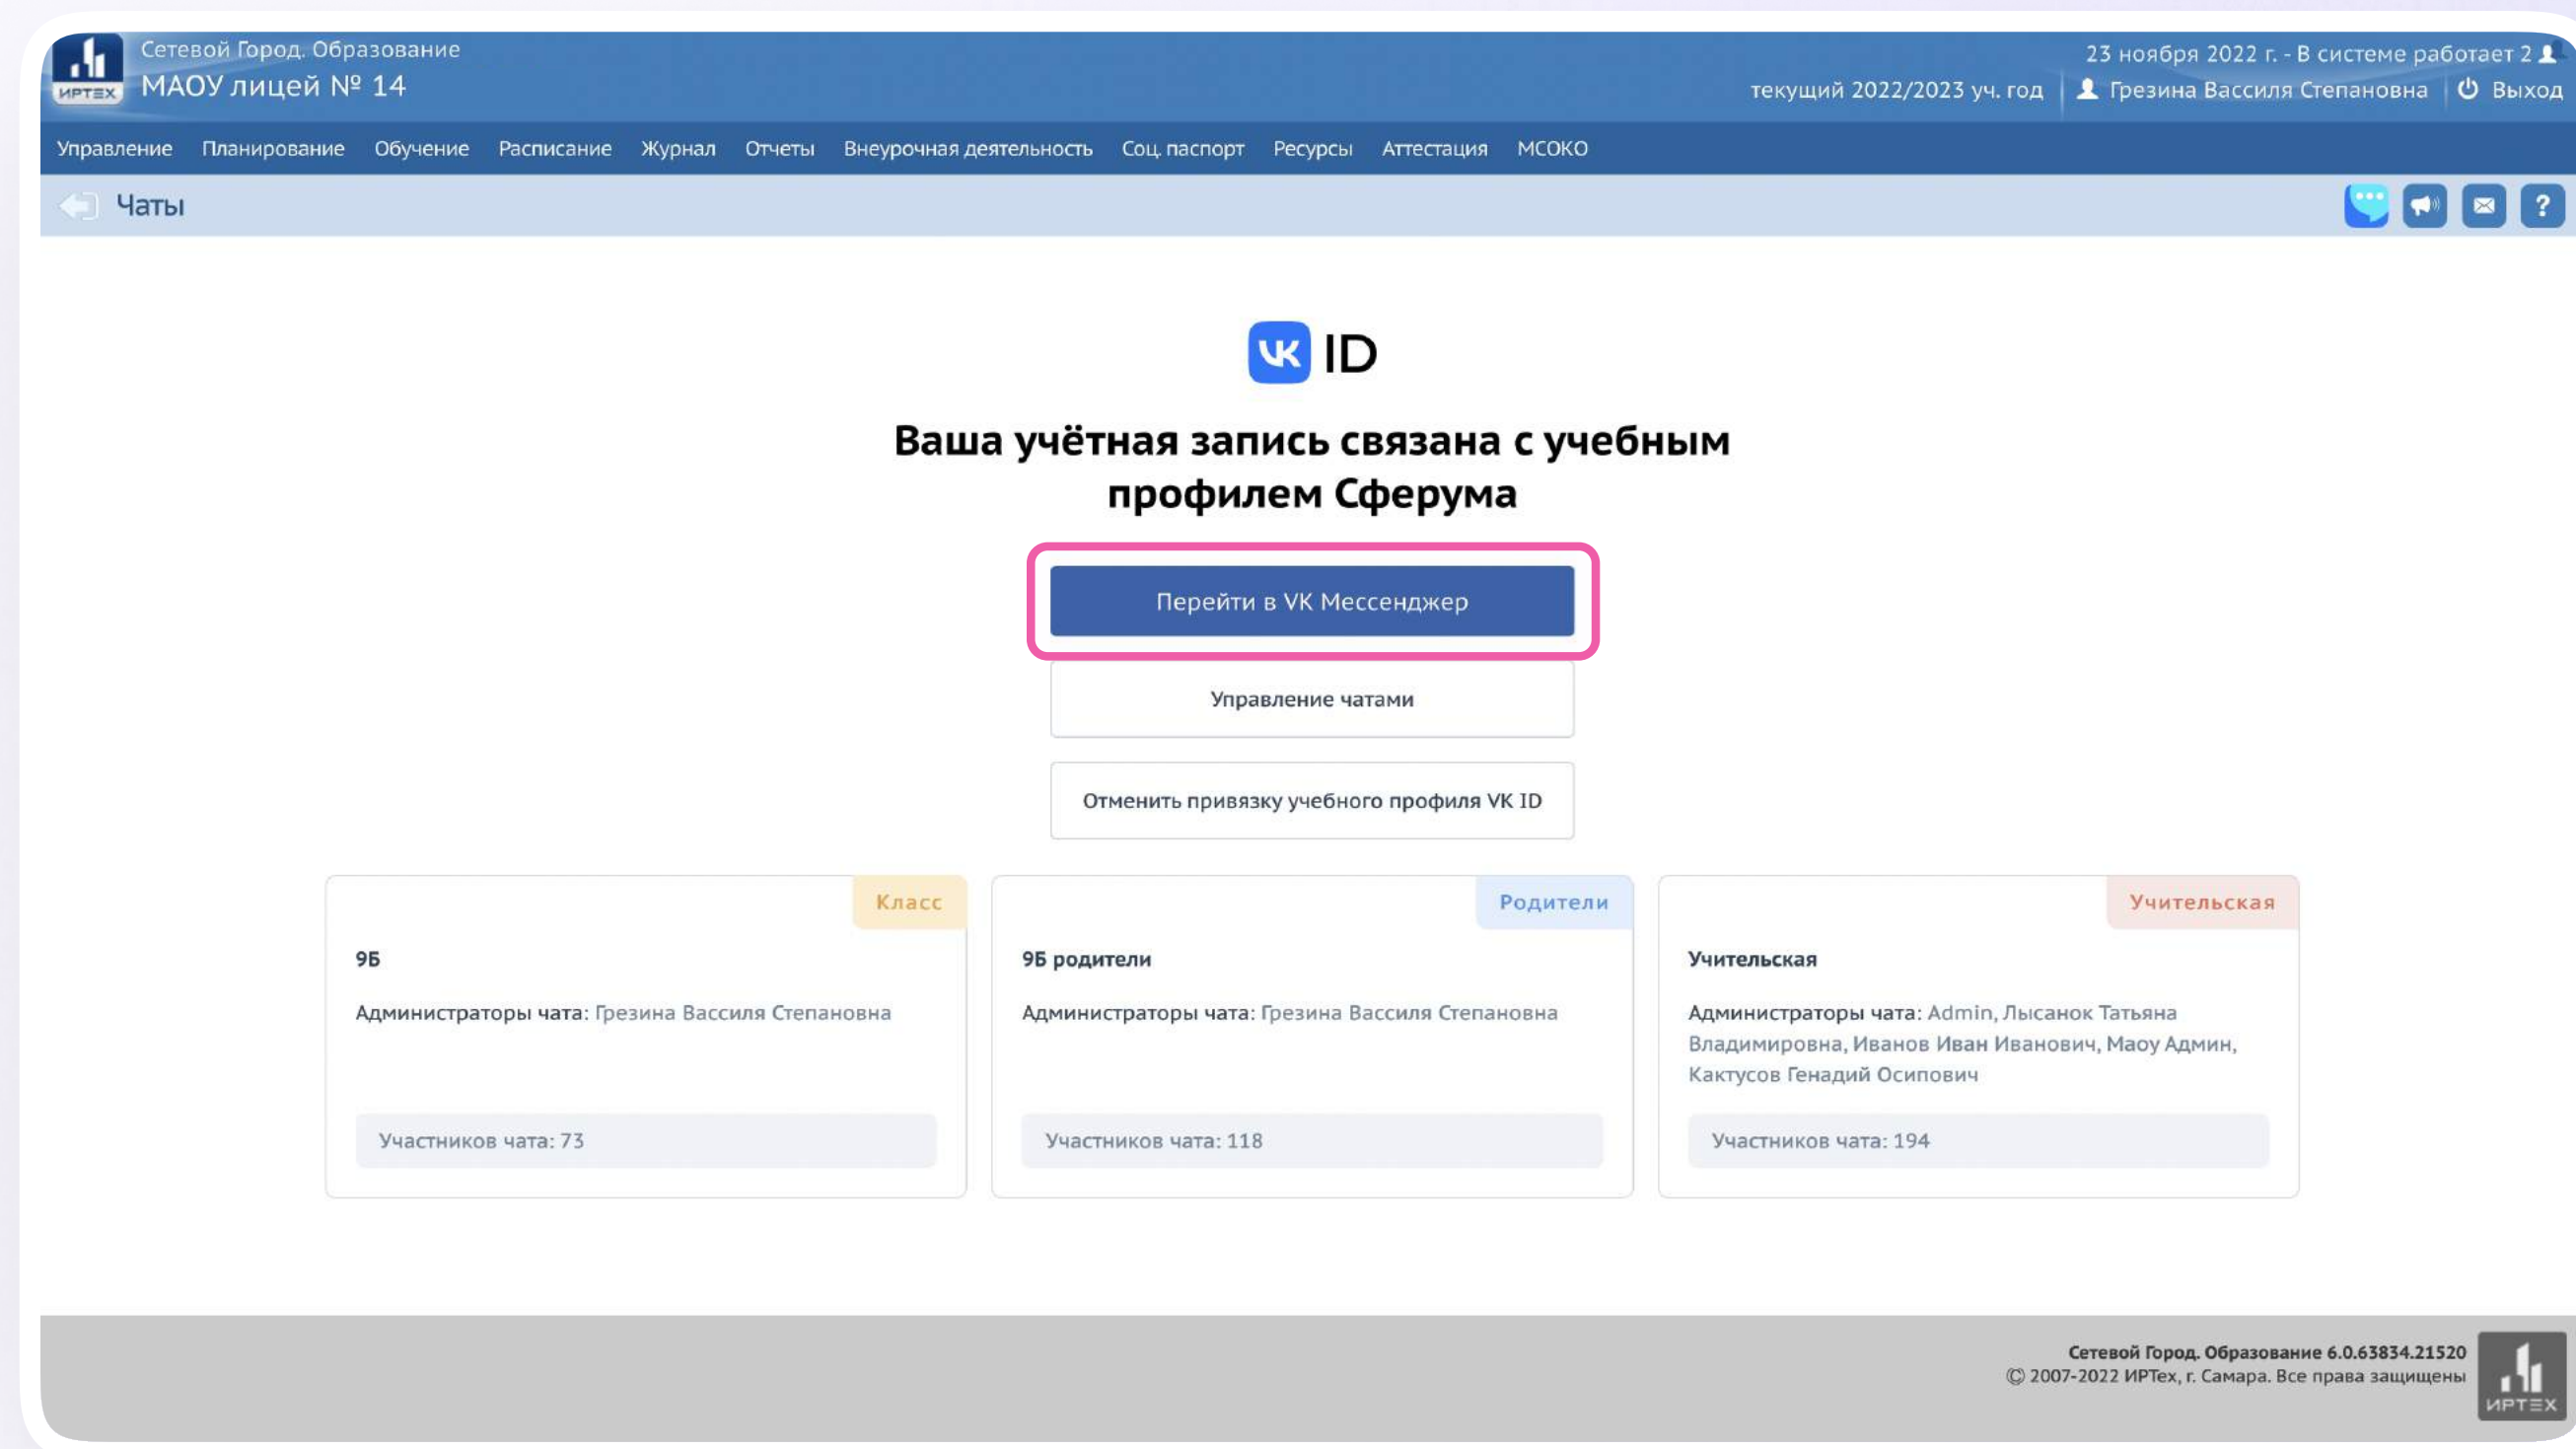 Сетевой Город. Образование
МАОУ лицей № 14
ИРТЕХ
23 ноября 2022 г. - В системе работает 2
текущий 2022/2023 уч. год Грезина Вассиля Степановна Выход
Управление Планирование Обучение Расписание Журнал Отчеты Внеурочная деятельность Соц. паспорт Ресурсы Аттестация МСОКО
Чаты
?
VK ID
Ваша учётная запись связана с учебным
профилем Сферума
Перейти в VK Мессенджер
Управление чатами
Отменить привязку учебного профиля VK ID
Класс
9Б
Администраторы чата: Грезина Вассиля Степановна
Участников чата: 73
Родители
9Б родители
Администраторы чата: Грезина Вассиля Степановна
Участников чата: 118
Учительская
Учительская
Администраторы чата: Admin, Лысанок Татьяна
Владимировна, Иванов Иван Иванович, Маоу Админ,
Кактусов Генадий Осипович
Участников чата: 194
Сетевой Город. Образование 6.0.63834.21520
© 2007-2022 ИРТех, г. Самара. Все права защищены
ИРТЕХ